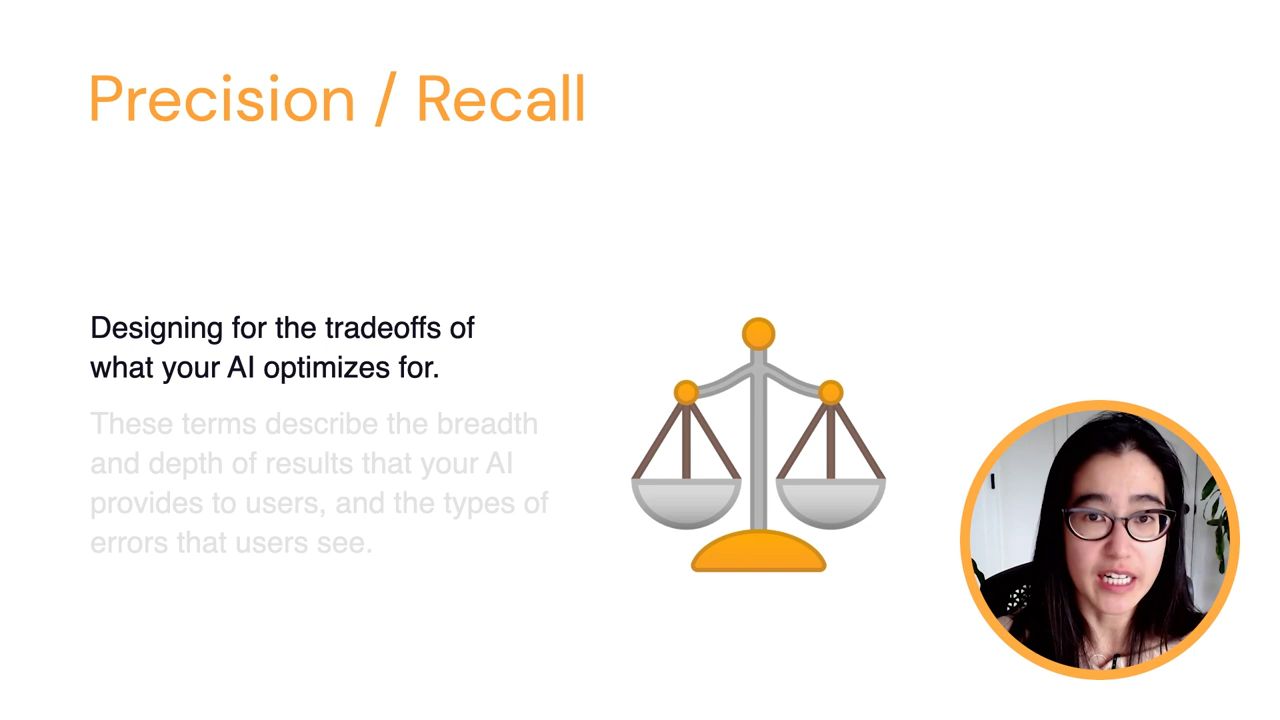 Precision / Recall
Designing for the tradeoffs of
what your AI optimizes for.
These terms describe the breadth
and depth of results that your AI
provides to users, and the types of
errors that users see.